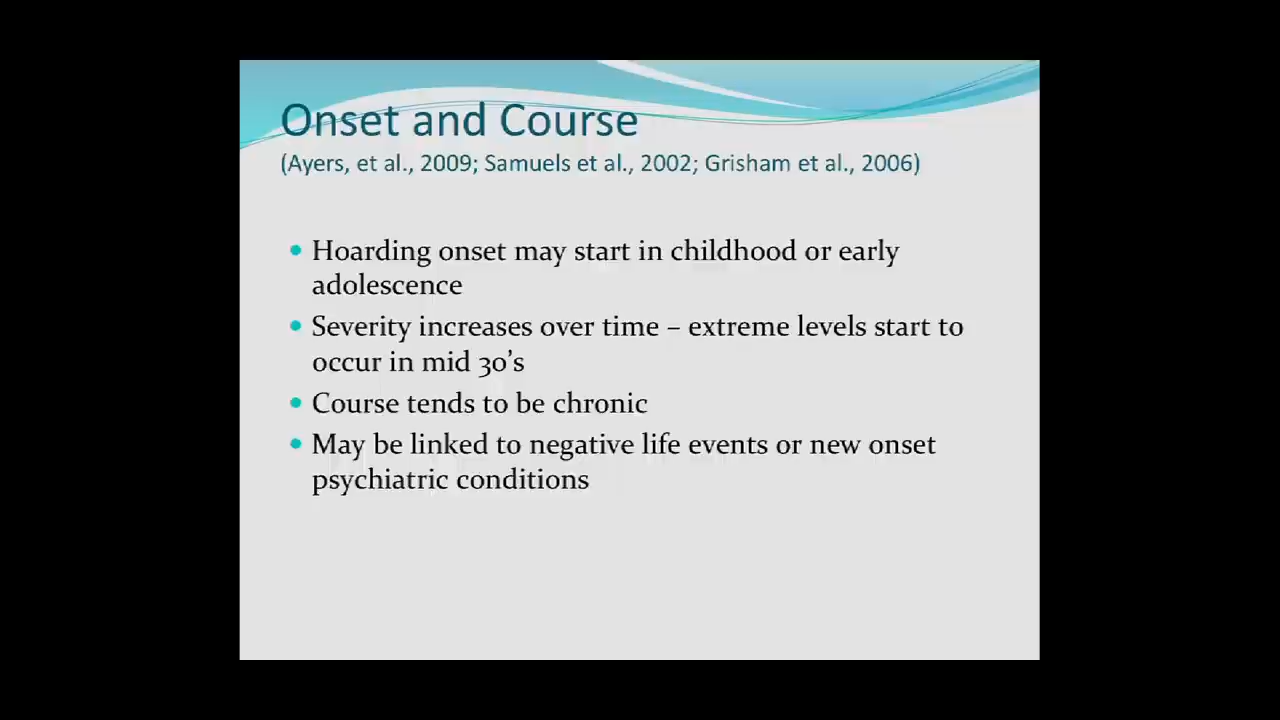 Onset and Course
(Ayers, et al., 2009; Samuels et al., 2002; Grisham et al., 2006)
• Hoarding onset may start in childhood or early
adolescence
• Severity increases over time – extreme levels start to
occur in mid 30's
• Course tends to be chronic
• May be linked to negative life events or new onset
psychiatric conditions